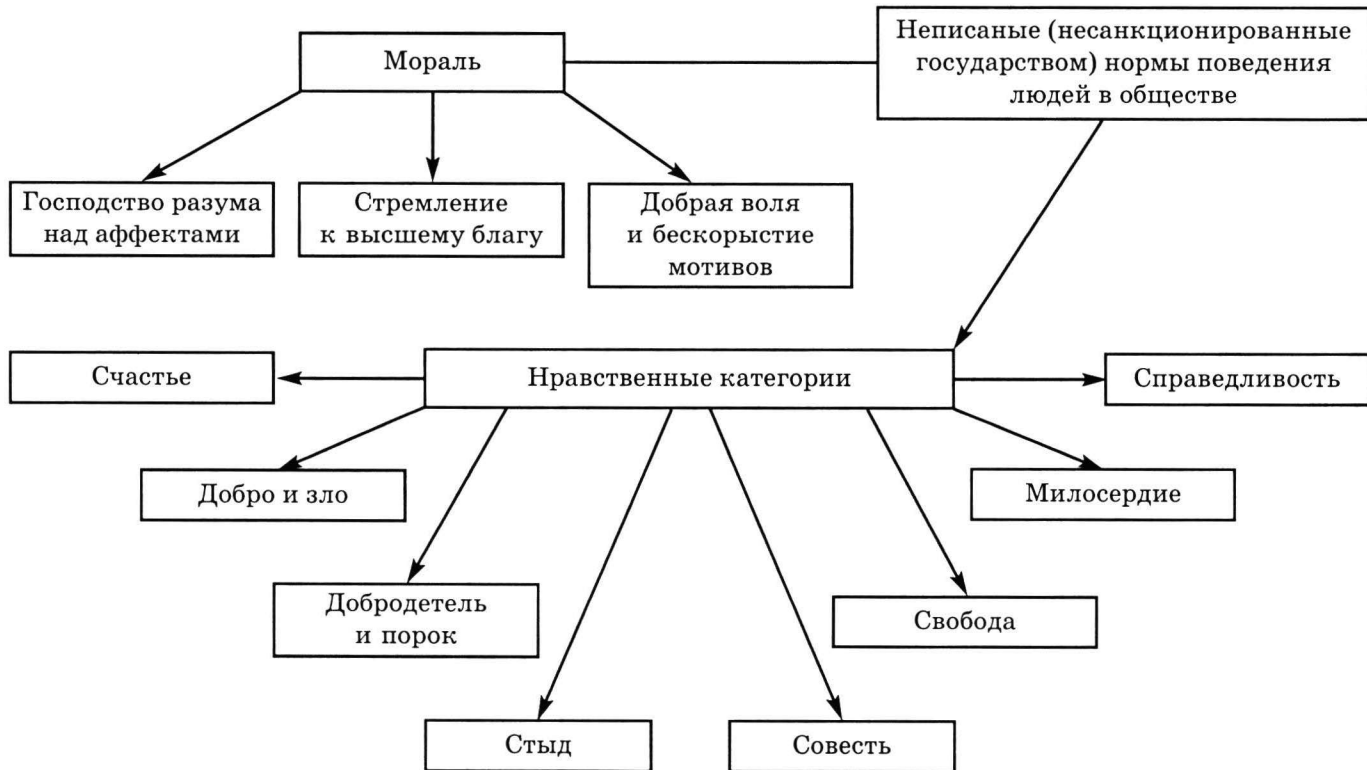 Мораль
Неписаные (несанкционированные
государством) нормы поведения
людей в обществе
Господство разума
над аффектами
Стремление
к высшему благу
Добрая воля
и бескорыстие
мотивов
Счастье
Нравственные категории
Справедливость
Добро и зло
Милосердие
Добродетель
и порок
Свобода
Стыд
Совесть